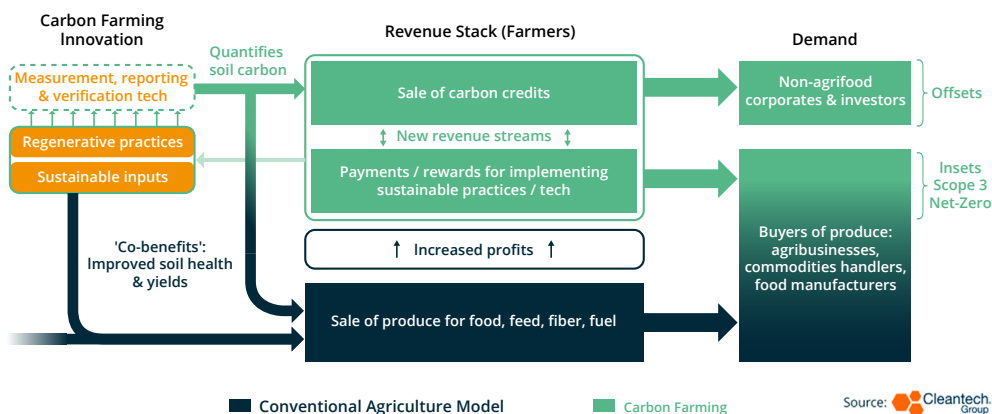 Carbon Farming
Innovation
Revenue Stack (Farmers)
Demand
Measurement, reporting
& verification tech
Quantifies
soil carbon
Sale of carbon credits
Non-agrifood
corporates & investors
Offsets
Regenerative practices
Sustainable inputs
New revenue streams
Payments / rewards for implementing
sustainable practices / tech
Insets
Scope 3
Net-Zero
'Co-benefits':
Improved soil health
& yields
Increased profits
Buyers of produce:
agribusinesses,
commodities handlers,
food manufacturers
Sale of produce for food, feed, fiber, fuel
Conventional Agriculture Model
Carbon Farming
Source: Cleantech
Group